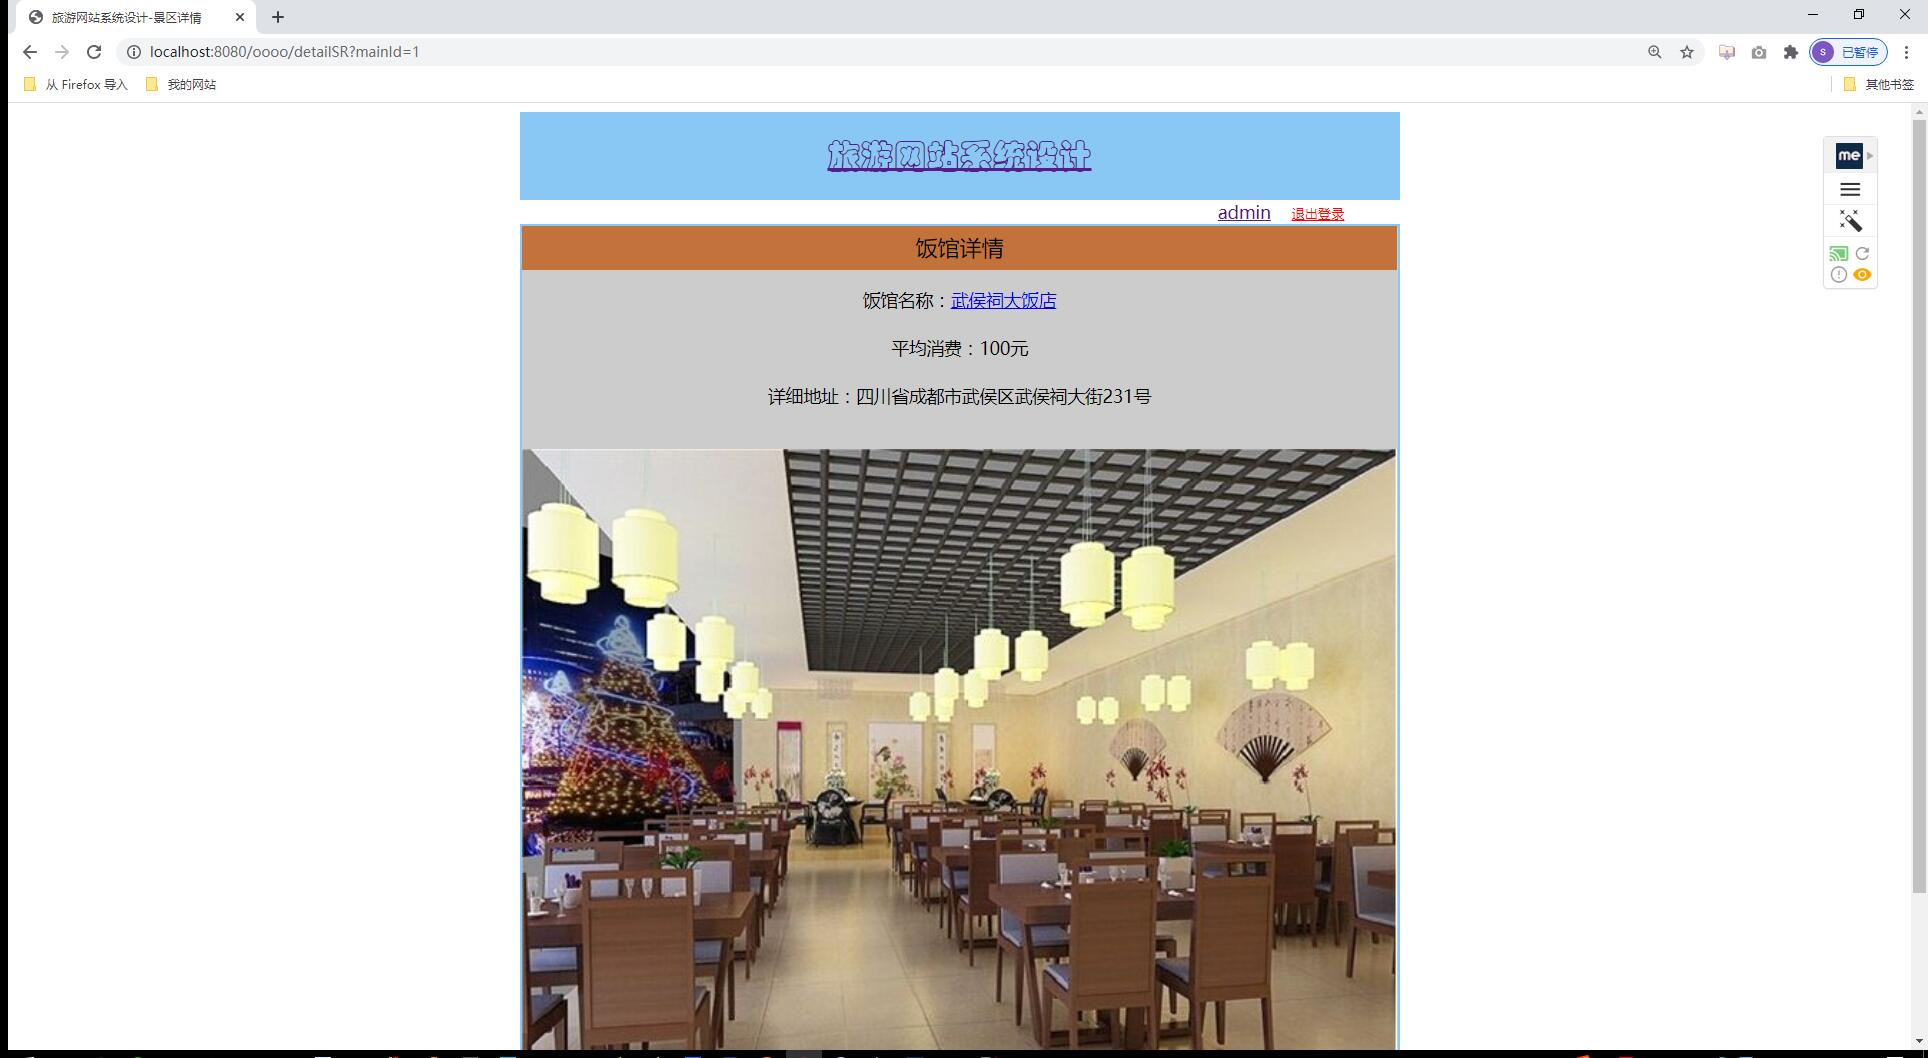 旅游网站系统设计-景区详情
localhost:8080/oooo/detailSR?mainId=1
s 已暂停
从 Firefox 导入
我的网站
其他书签
旅游网站系统设计
me
admin 退出登录
饭馆详情
饭馆名称：武侯祠大饭店
平均消费：100元
详细地址：四川省成都市武侯区武侯祠大街231号